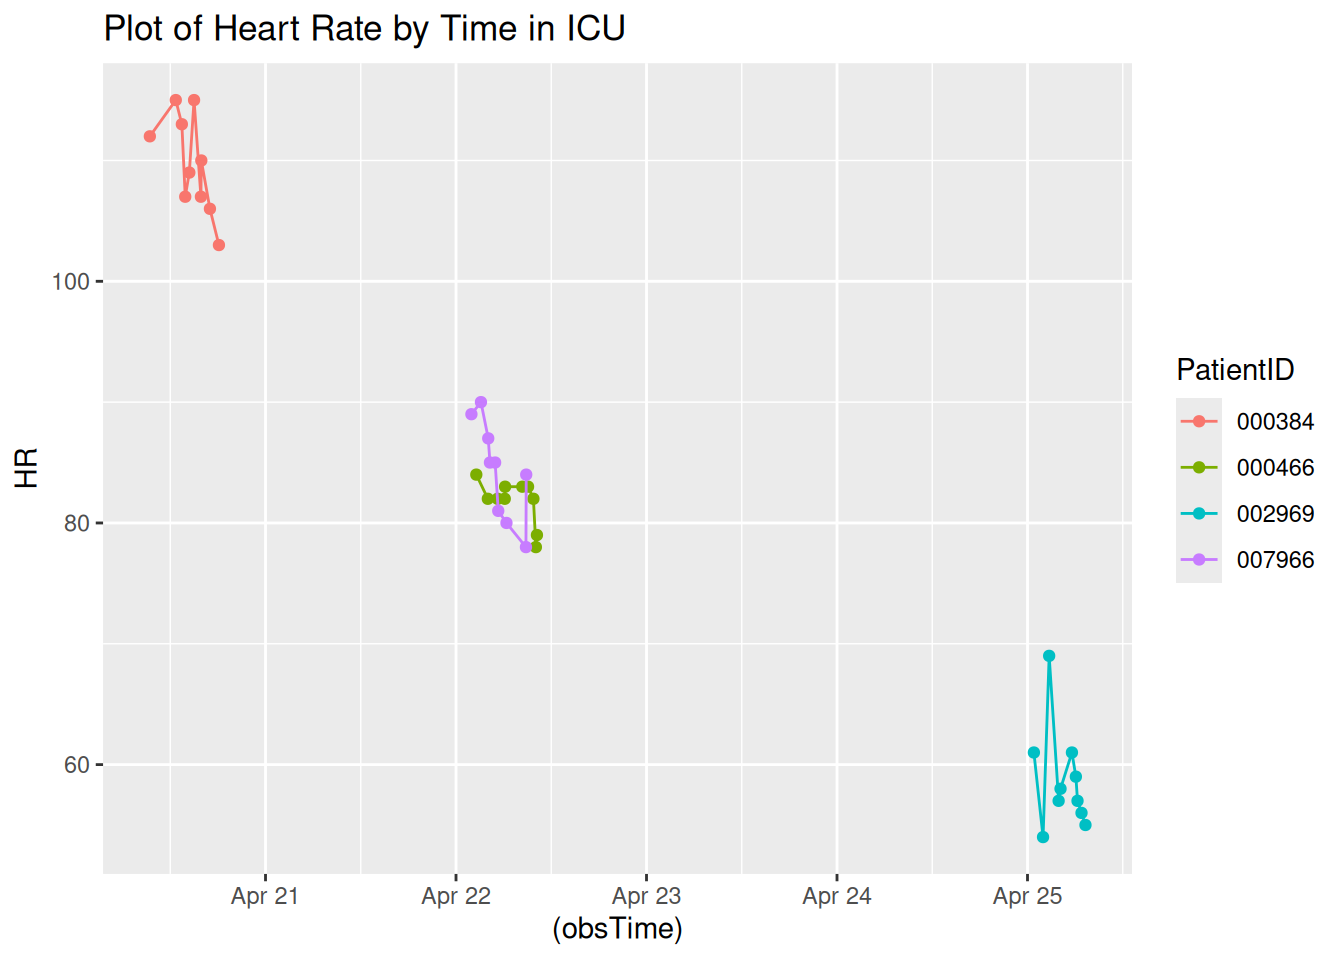 Plot of Heart Rate by Time in ICU
HR
100
80
60
Apr 21
Apr 22
Apr 23
Apr 24
Apr 25
(obsTime)
PatientID
000384
000466
002969
007966